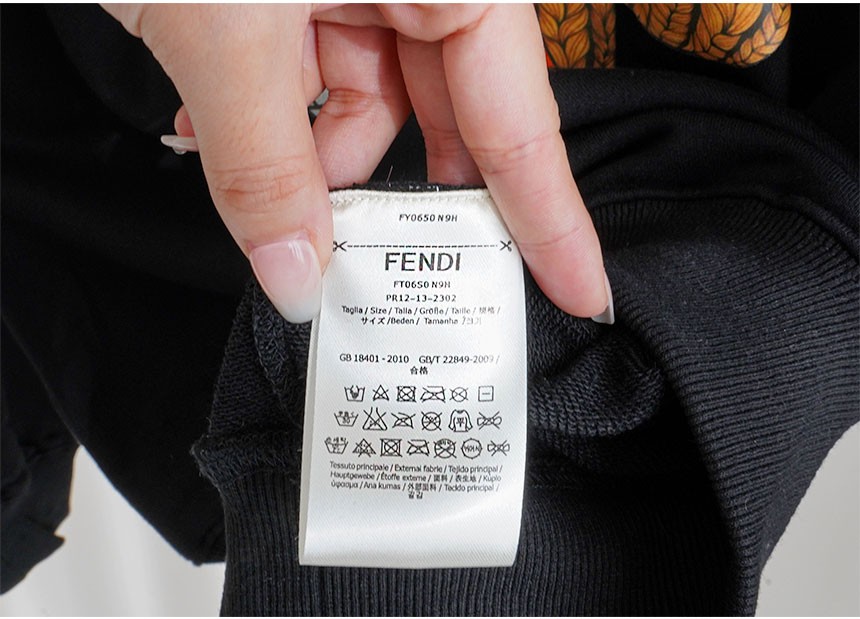 FY0650 N9H
FENDI
FT0650 N9H
PR12-13-2302
Taglia / Size / Talla / Größe / Taille / 规格 /
サイズ /Beden / Tamanho /크기
GB 18401 - 2010 GB/T 22849-2009 /
合格
Tessuto principale / External fabric / Tejido principal /
Hauptgewebe / Étoffe externe / 面料 / 表生地 / Κύριο
ύφασμα / Ana kumas / 外部面料 / Tecido principal /
겉감